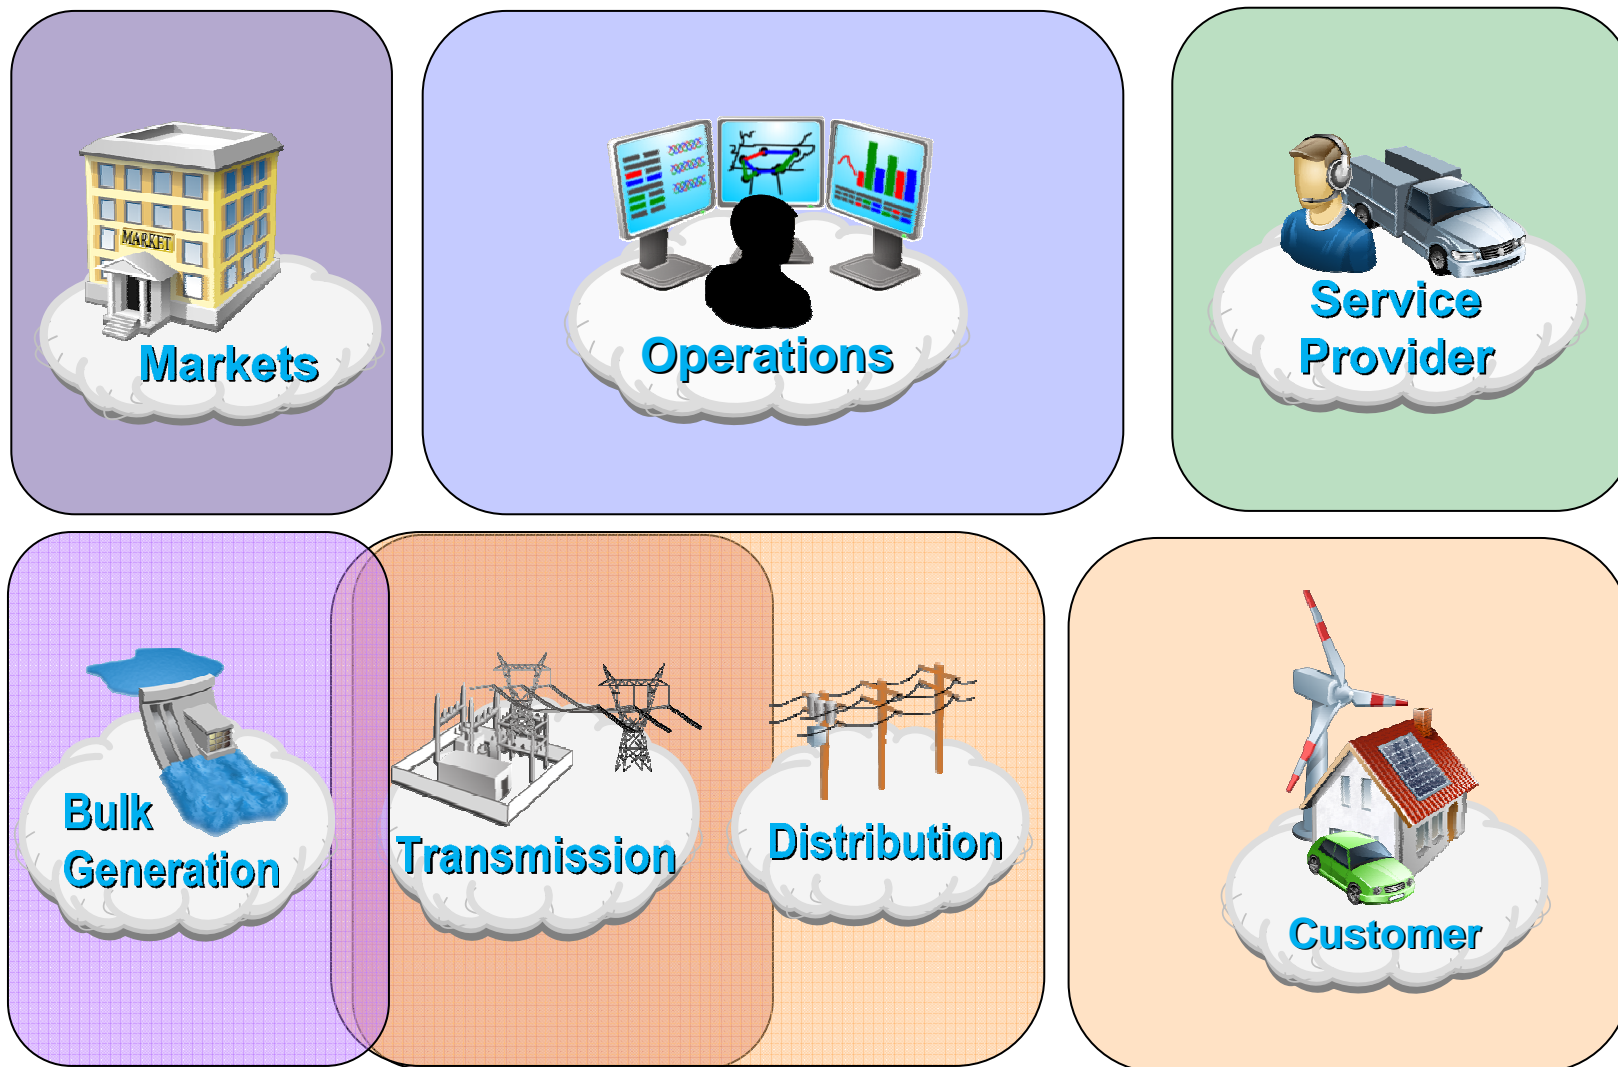 MARKET
Markets
Operations
Service
Provider
Bulk
Generation
Transmission
Distribution
Customer